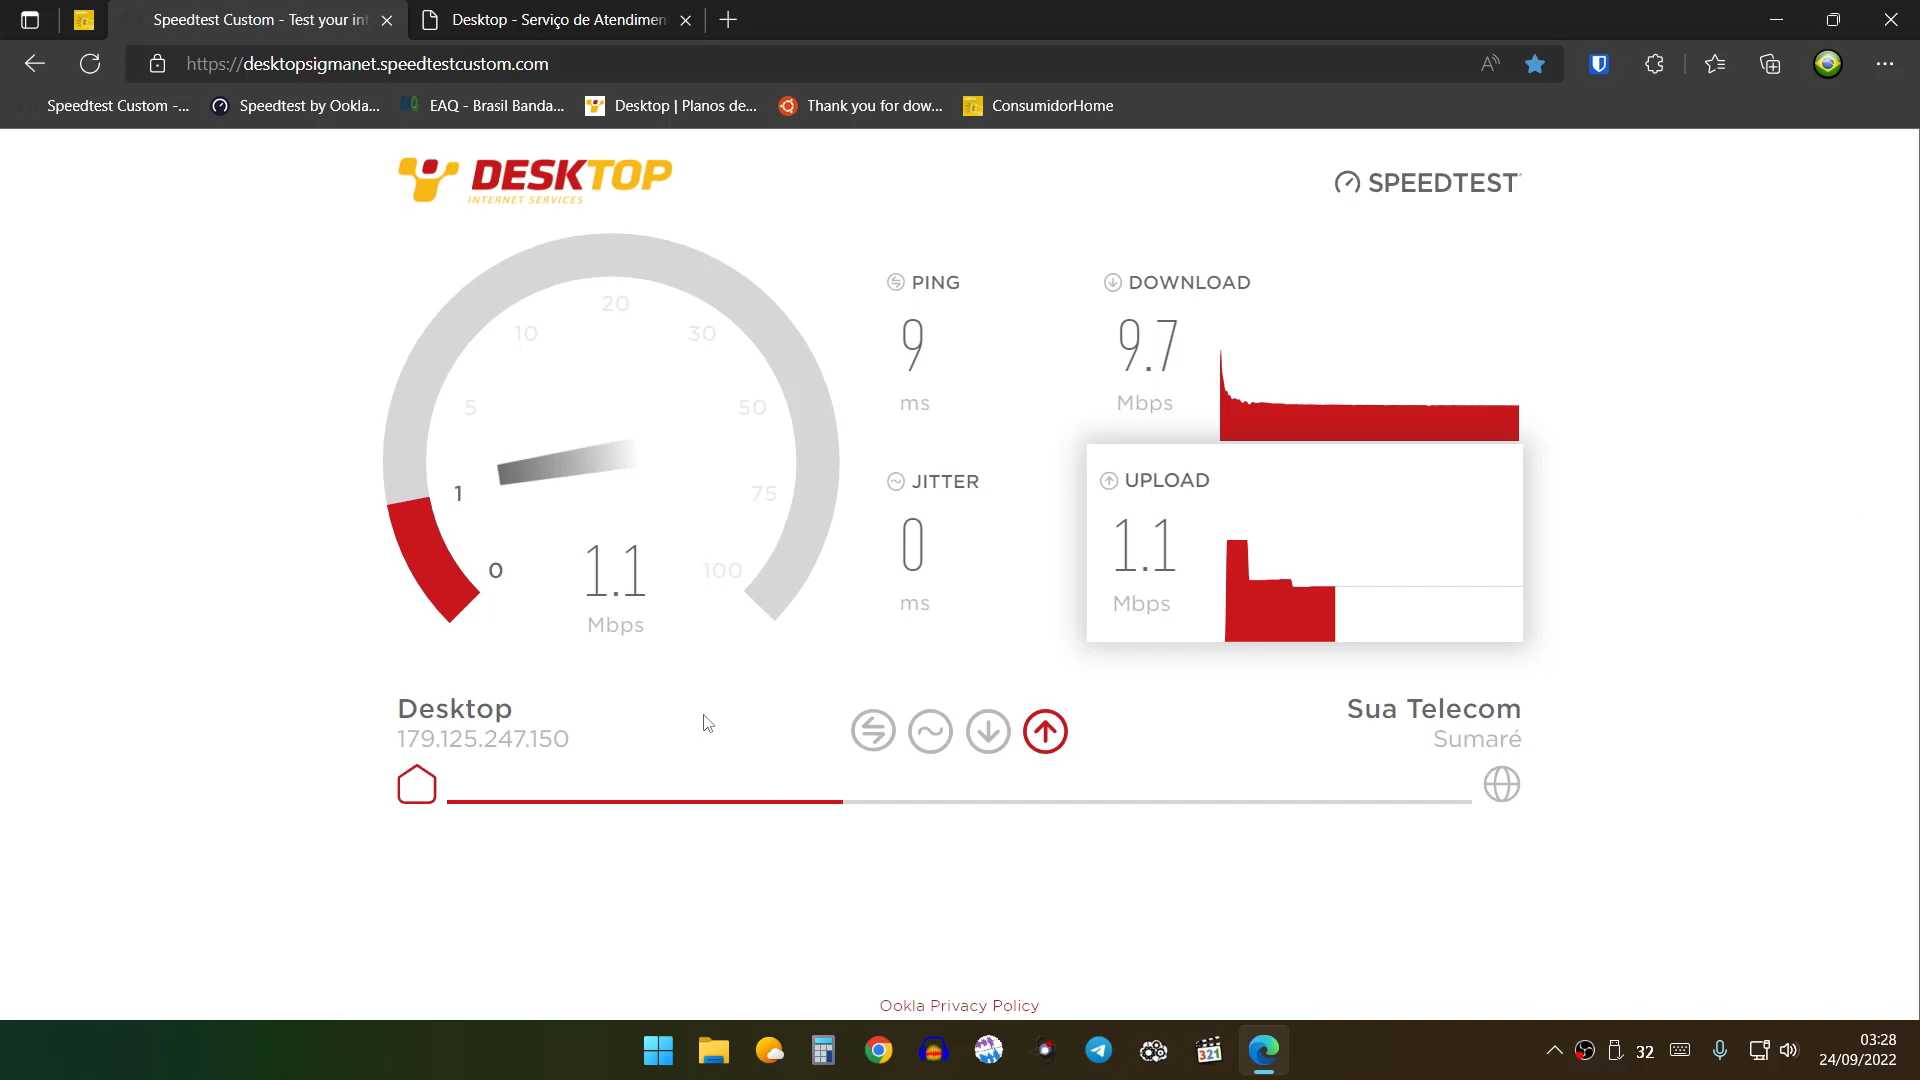 Speedtest Custom - Test your int
Desktop - Serviço de Atendimen
https://desktopsigmanet.speedtestcustom.com
Speedtest Custom -...
Speedtest by Ookla...
EAQ - Brasil Banda...
Desktop | Planos de...
Thank you for dow...
ConsumidorHome
DESKTOP
INTERNET SERVICES
SPEEDTEST
20
10
30
5
50
1
75
0
100
1.1
Mbps
PING
9
ms
DOWNLOAD
9.7
Mbps
JITTER
0
ms
UPLOAD
1.1
Mbps
Desktop
179.125.247.150
Sua Telecom
Sumaré
Ookla Privacy Policy
321
32
03:28
24/09/2022